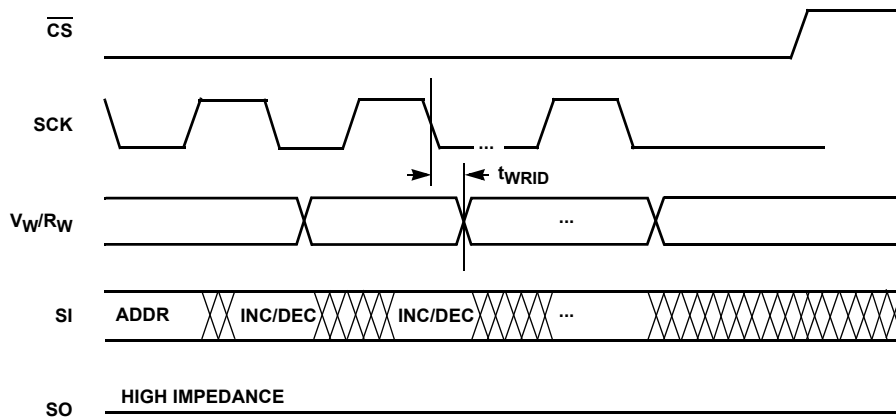 CS
SCK
...
tWRID
VW/RW
...
SI
ADDR
INC/DEC
INC/DEC
...
SO
HIGH IMPEDANCE